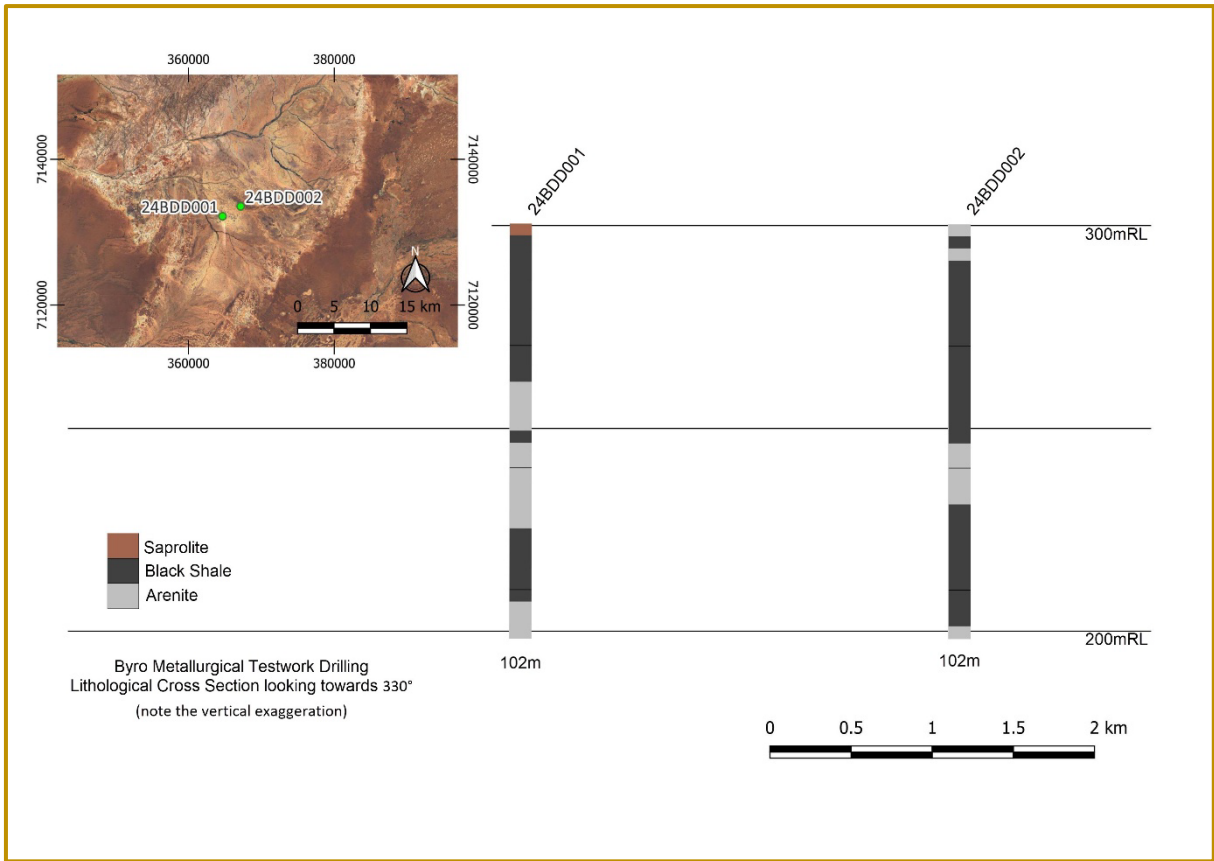 360000
380000
7140000
7140000
24BDD001
24BDD002
N
0 5 10 15 km
7120000
7120000
360000
380000
24BDD001
24BDD002
300mRL
Saprolite
Black Shale
Arenite
200mRL
102m
102m
Byro Metallurgical Testwork Drilling
Lithological Cross Section looking towards 330°
(note the vertical exaggeration)
0 0.5 1 1.5 2 km